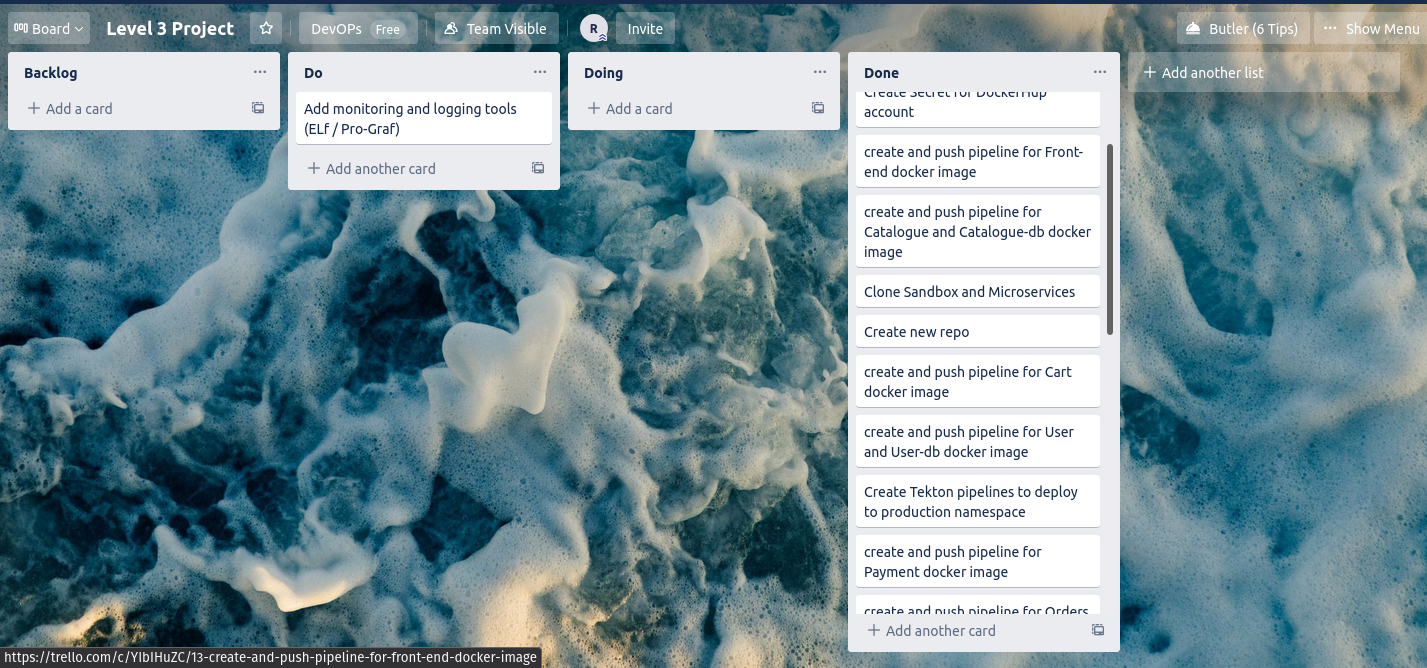 Board
Level 3 Project
DevOPs Free
Team Visible
R
Invite
Butler (6 Tips)
... Show Menu
Backlog
...
+ Add a card
Do
...
Add monitoring and logging tools
(ELf / Pro-Graf)
+ Add another card
Doing
...
+ Add a card
Done
...
Create Secret for DockerHup
account
create and push pipeline for Front-
end docker image
create and push pipeline for
Catalogue and Catalogue-db docker
image
Clone Sandbox and Microservices
Create new repo
create and push pipeline for Cart
docker image
create and push pipeline for User
and User-db docker image
Create Tekton pipelines to deploy
to production namespace
create and push pipeline for
Payment docker image
create and push pipeline for Orders
+ Add another card
+ Add another list
https://trello.com/c/YIbIHuZC/13-create-and-push-pipeline-for-front-end-docker-image